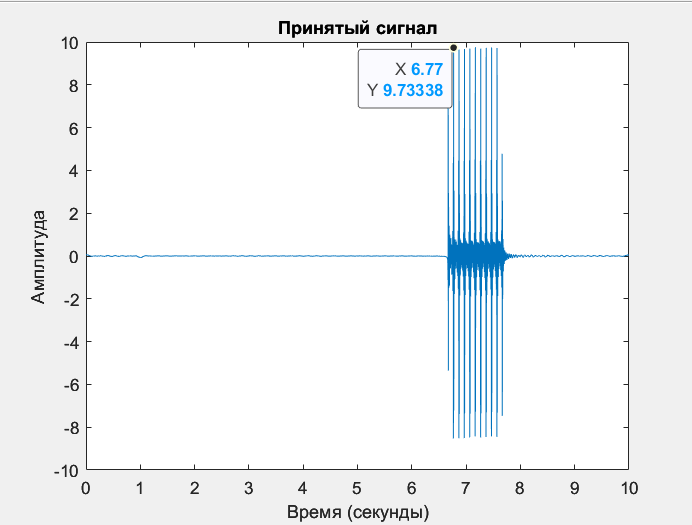 Принятый сигнал
10
8
6
4
2
0
-2
-4
-6
-8
-10
Амплитуда
X 6.77
Y 9.73338
0 1 2 3 4 5 6 7 8 9 10
Время (секунды)